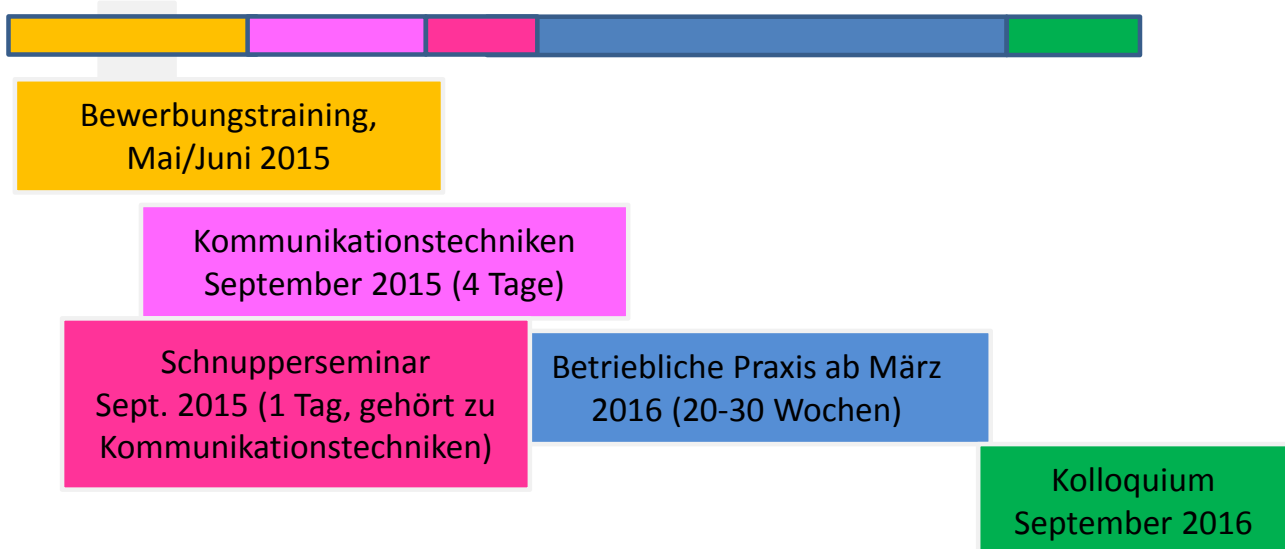 Bewerbungstraining,
Mai/Juni 2015
Kommunikationstechniken
September 2015 (4 Tage)
Schnupperseminar
Sept. 2015 (1 Tag, gehört zu
Kommunikationstechniken)
Betriebliche Praxis ab März
2016 (20-30 Wochen)
Kolloquium
September 2016